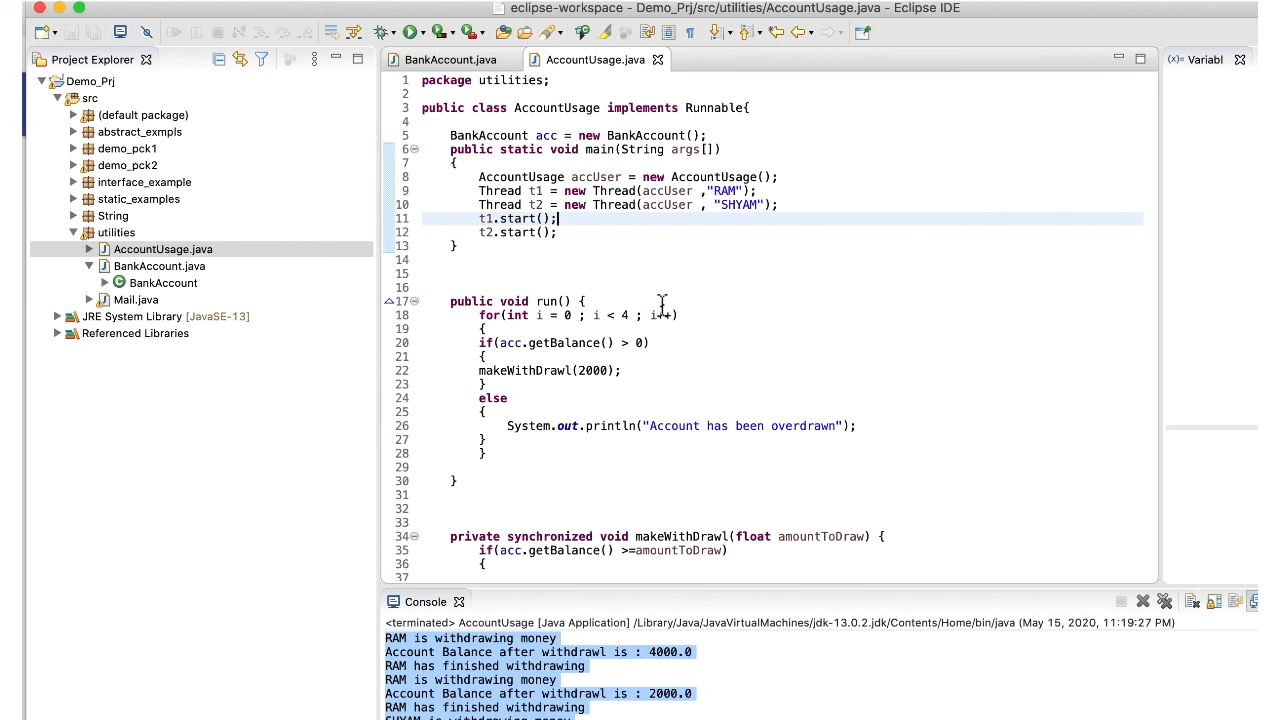 eclipse-workspace - Demo_Prj/src/utilities/AccountUsage.java - Eclipse IDE
Project Explorer
Demo_Prj
src
(default package)
abstract_exmpls
demo_pck1
demo_pck2
interface_example
static_examples
String
utilities
AccountUsage.java
BankAccount.java
BankAccount
Mail.java
JRE System Library [JavaSE-13]
Referenced Libraries
BankAccount.java AccountUsage.java
1 package utilities;
2
3 public class AccountUsage implements Runnable{
4
5 BankAccount acc = new BankAccount();
6 public static void main(String args[])
7 {
8 AccountUsage accUser = new AccountUsage();
9 Thread t1 = new Thread(accUser ,"RAM");
10 Thread t2 = new Thread(accUser , "SHYAM");
11 t1.start();
12 t2.start();
13 }
14
15
16
17 public void run() {
18 for(int i = 0 ; i < 4 ; i++)
19 {
20 if(acc.getBalance() > 0)
21 {
22 makeWithDrawl(2000);
23 }
24 else
25 {
26 System.out.println("Account has been overdrawn");
27 }
28 }
29
30 }
31
32
33
34 private synchronized void makeWithDrawl(float amountToDraw) {
35 if(acc.getBalance() >=amountToDraw)
36 {
37
(x)= Variabl
Console
<terminated> AccountUsage [Java Application] /Library/Java/JavaVirtualMachines/jdk-13.0.2.jdk/Contents/Home/bin/java (May 15, 2020, 11:19:27 PM)
RAM is withdrawing money
Account Balance after withdrawl is : 4000.0
RAM has finished withdrawing
RAM is withdrawing money
Account Balance after withdrawl is : 2000.0
RAM has finished withdrawing
SHYAM is withdrawing money